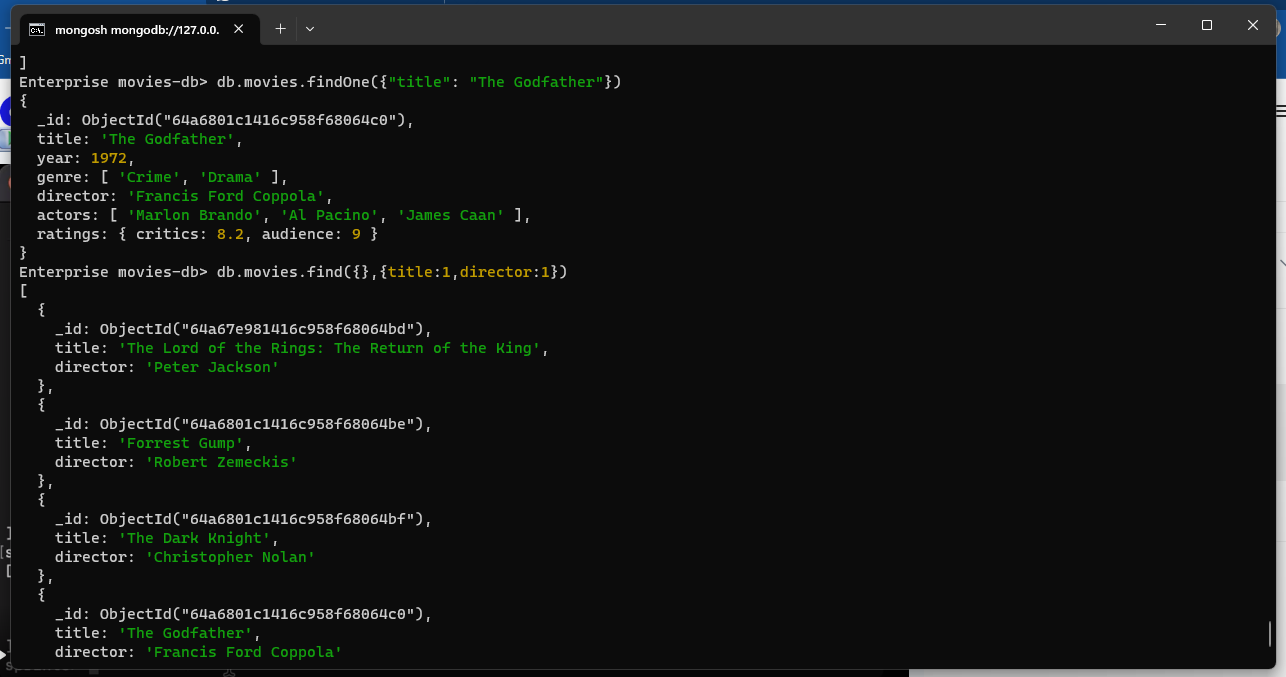 mongosh mongodb://127.0.0.
]
Enterprise movies-db> db.movies.findOne({"title": "The Godfather"})
{
  _id: ObjectId("64a6801c1416c958f68064c0"),
  title: 'The Godfather',
  year: 1972,
  genre: [ 'Crime', 'Drama' ],
  director: 'Francis Ford Coppola',
  actors: [ 'Marlon Brando', 'Al Pacino', 'James Caan' ],
  ratings: { critics: 8.2, audience: 9 }
}
Enterprise movies-db> db.movies.find({},{title:1,director:1})
[
  {
    _id: ObjectId("64a67e981416c958f68064bd"),
    title: 'The Lord of the Rings: The Return of the King',
    director: 'Peter Jackson'
  },
  {
    _id: ObjectId("64a6801c1416c958f68064be"),
    title: 'Forrest Gump',
    director: 'Robert Zemeckis'
  },
  {
    _id: ObjectId("64a6801c1416c958f68064bf"),
    title: 'The Dark Knight',
    director: 'Christopher Nolan'
  },
  {
    _id: ObjectId("64a6801c1416c958f68064c0"),
    title: 'The Godfather',
    director: 'Francis Ford Coppola'